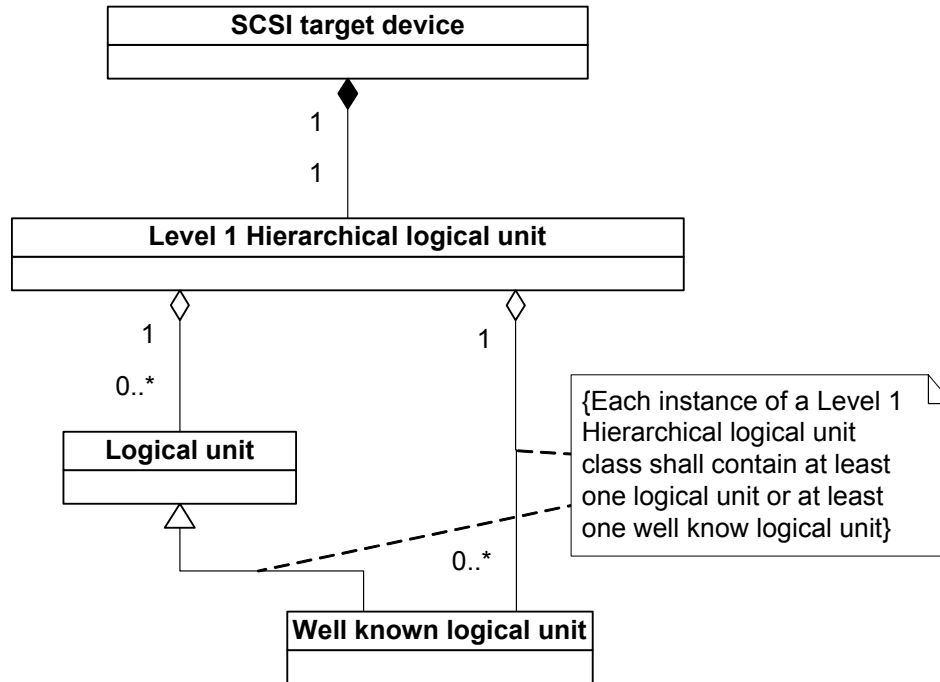 SCSI target device
1
1
Level 1 Hierarchical logical unit
1
1
0..*
{Each instance of a Level 1
Hierarchical logical unit
class shall contain at least
one logical unit or at least
one well know logical unit}
Logical unit
0..*
Well known logical unit